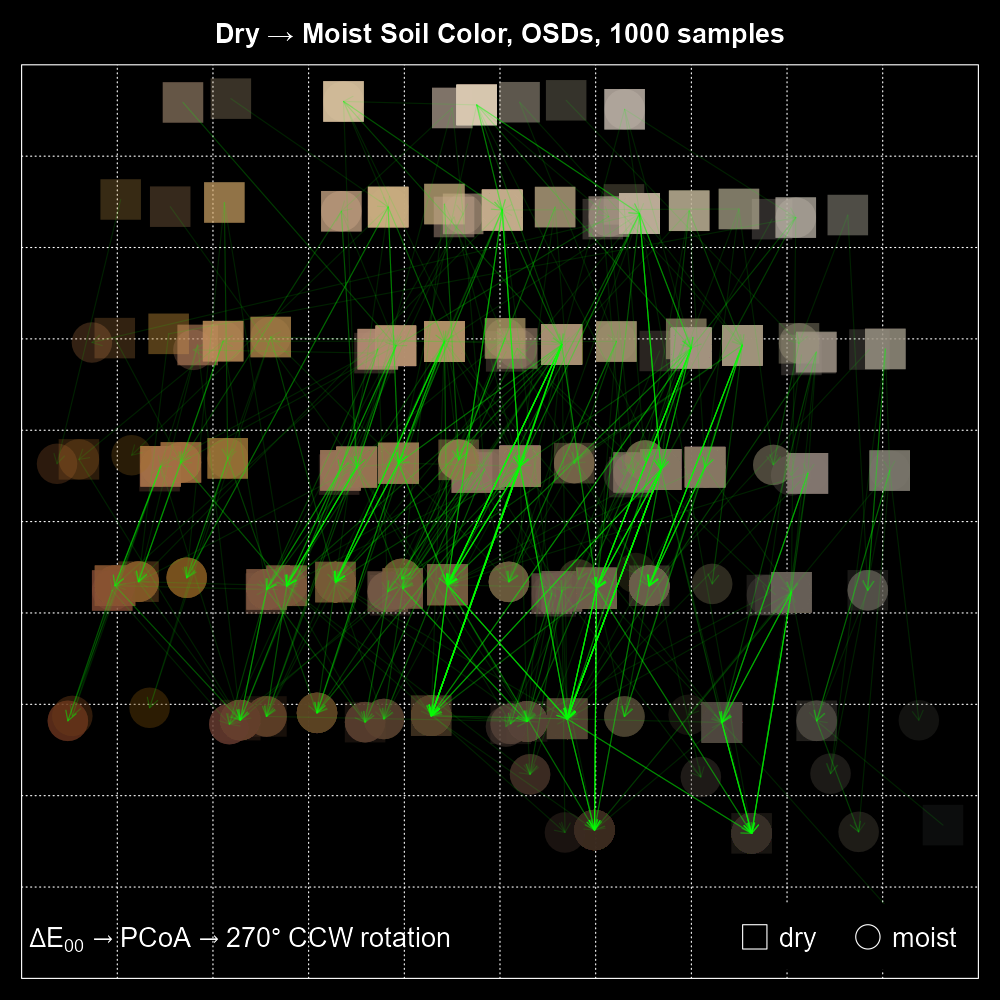 Dry → Moist Soil Color, OSDs, 1000 samples
ΔE₀₀ → PCoA → 270° CCW rotation
dry
moist